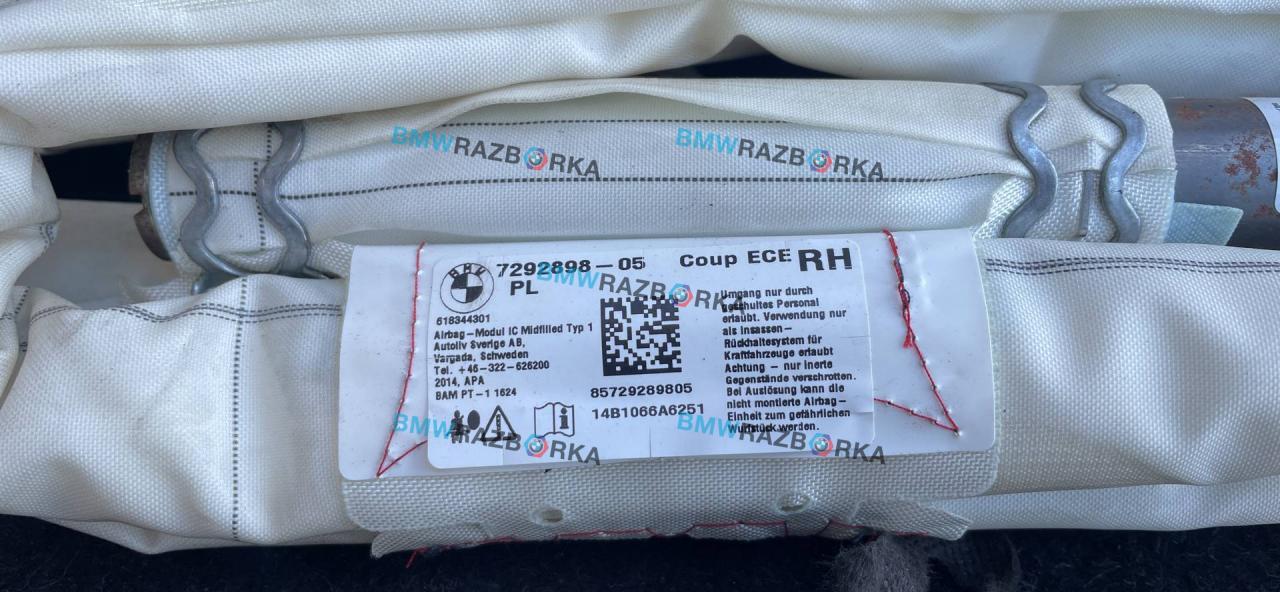 BMWRAZBORKA
BMWRAZBORKA
7292898-05 Coup ECE RH
PL
BMWRAZBORKA
618344301
Airbag-Modul IC Midfilled Typ 1
Autoliv Sverige AB,
Vargada, Schweden
Tel. +46-322-626200
2014, APA
BAM PT-1 1624
85729289805
14B1066A6251
Umgang nur durch
geschultes Personal
erlaubt. Verwendung nur
als Insassen-
Rückhaltesystem für
Kraftfahrzeuge erlaubt
Achtung - nur inerte
Gegenstände verschrotten.
Bei Auslösung kann die
nicht montierte Airbag-
Einheit zum gefährlichen
Wurfstück werden.
BMWRAZBORKA
BMWRAZBORKA